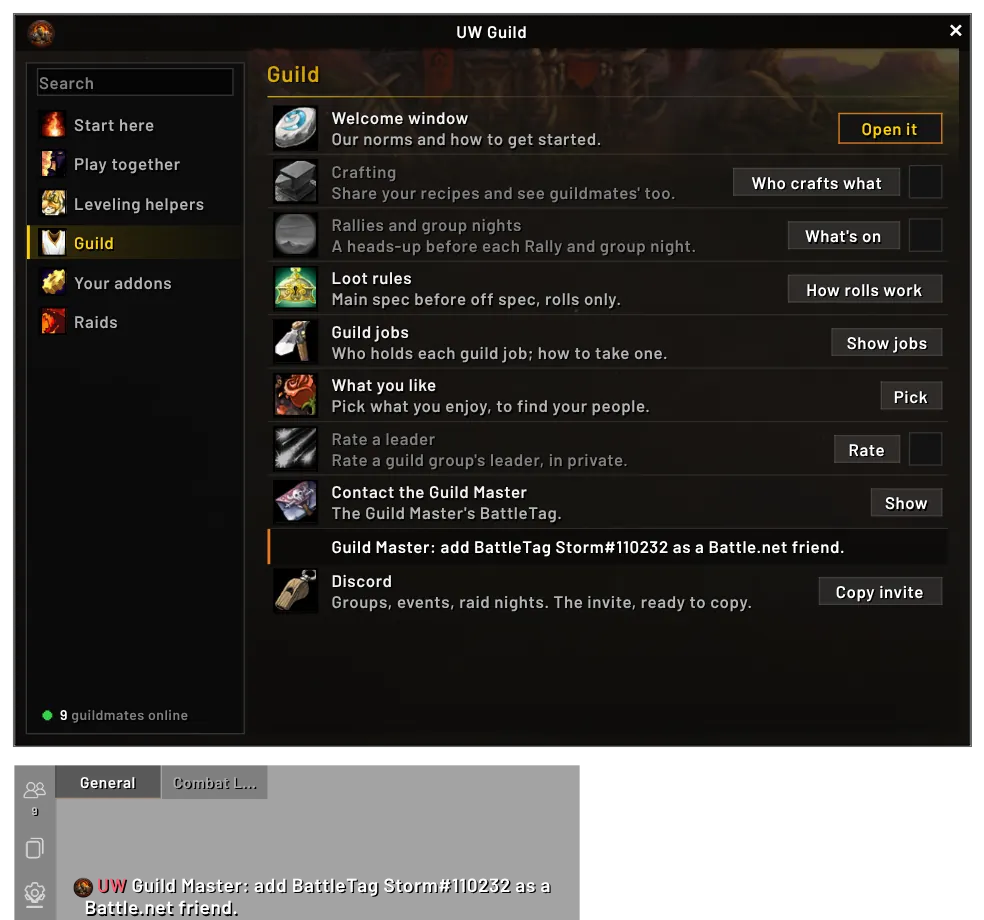 UW Guild
Search
Start here
Play together
Leveling helpers
Guild
Your addons
Raids
9 guildmates online
Guild
Welcome window
Our norms and how to get started.
Open it
Crafting
Share your recipes and see guildmates' too.
Who crafts what
Rallies and group nights
A heads-up before each Rally and group night.
What's on
Loot rules
Main spec before off spec, rolls only.
How rolls work
Guild jobs
Who holds each guild job; how to take one.
Show jobs
What you like
Pick what you enjoy, to find your people.
Pick
Rate a leader
Rate a guild group's leader, in private.
Rate
Contact the Guild Master
The Guild Master's BattleTag.
Show
Guild Master: add BattleTag Storm#110232 as a Battle.net friend.
Discord
Groups, events, raid nights. The invite, ready to copy.
Copy invite
General
Combat L...
9
UW Guild Master: add BattleTag Storm#110232 as a
Battle.net friend.